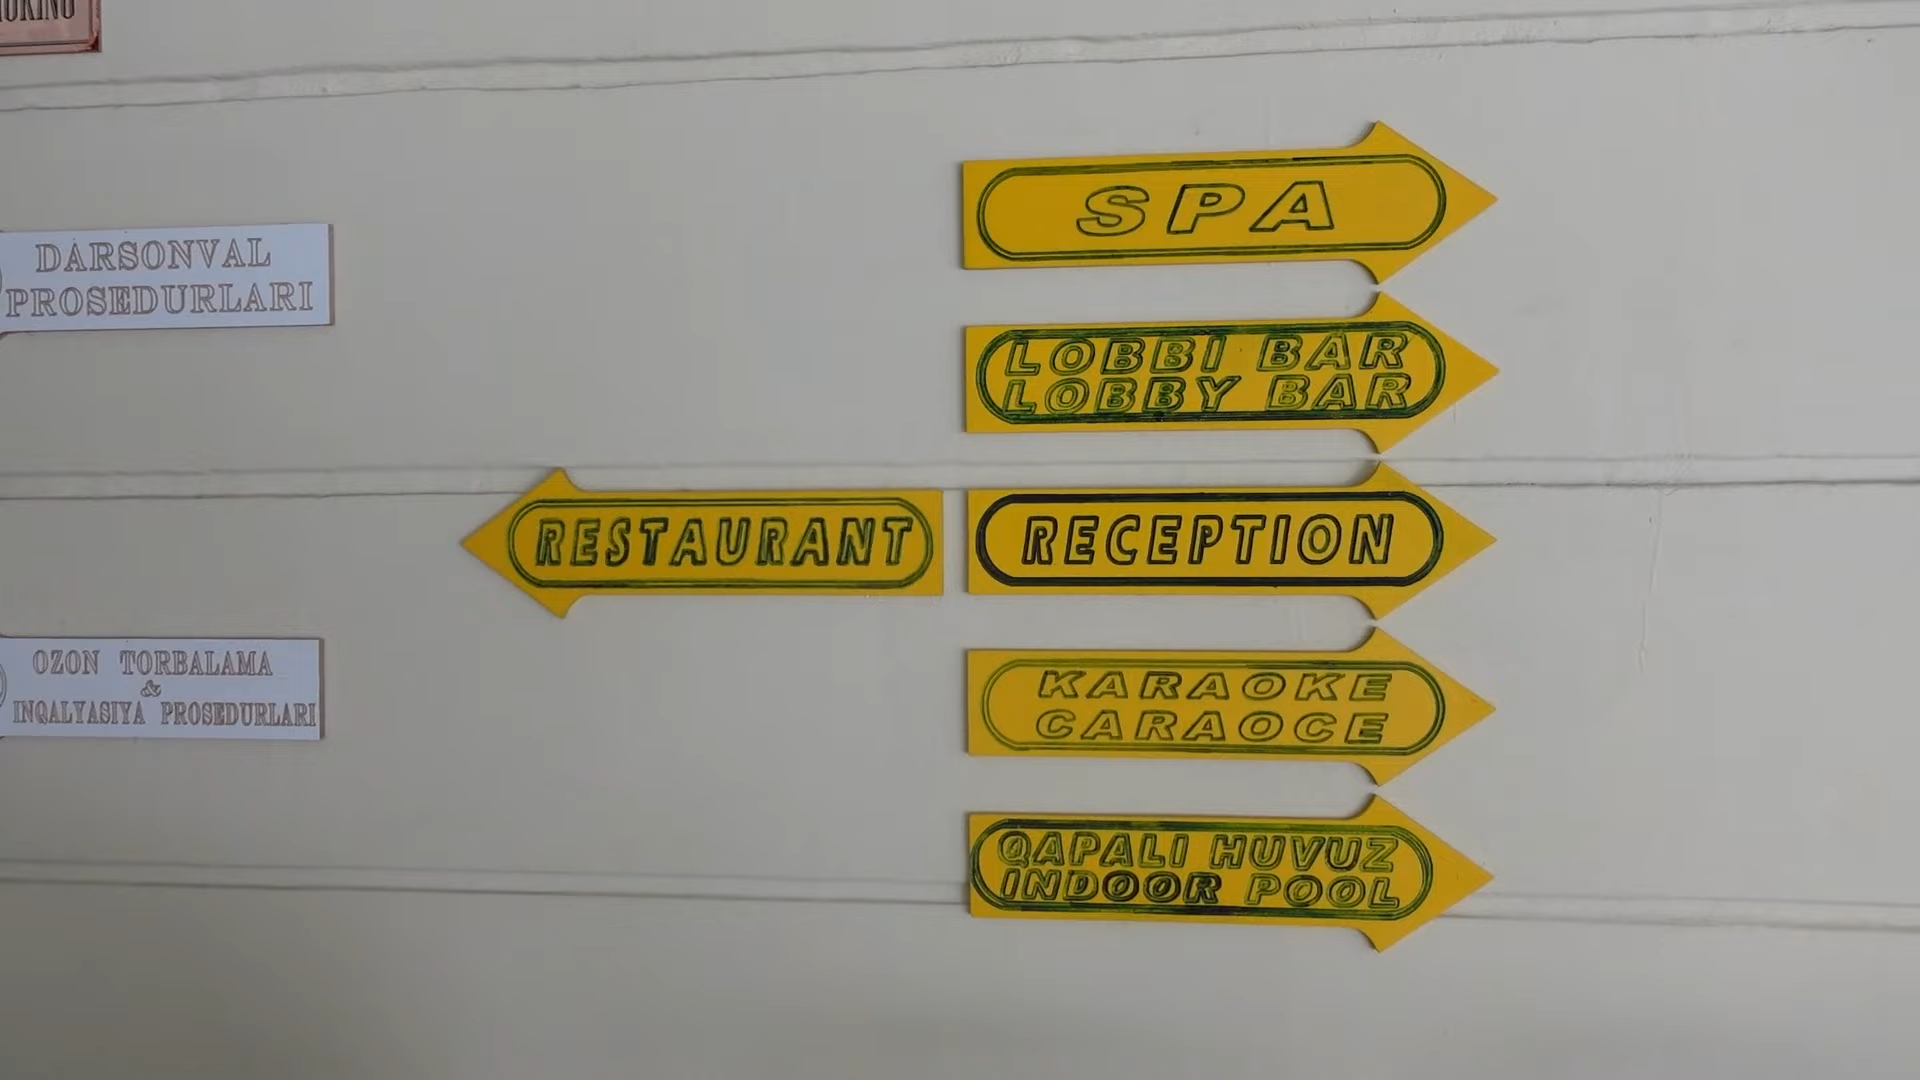 DARSONVAL
PROSEDURLARI
OZON TORBALAMA
&
INQALYASIYA PROSEDURLARI
RESTAURANT
SPA
LOBBI BAR
LOBBY BAR
RECEPTION
KARAOKE
CARAOCE
QAPALI HUVUZ
INDOOR POOL